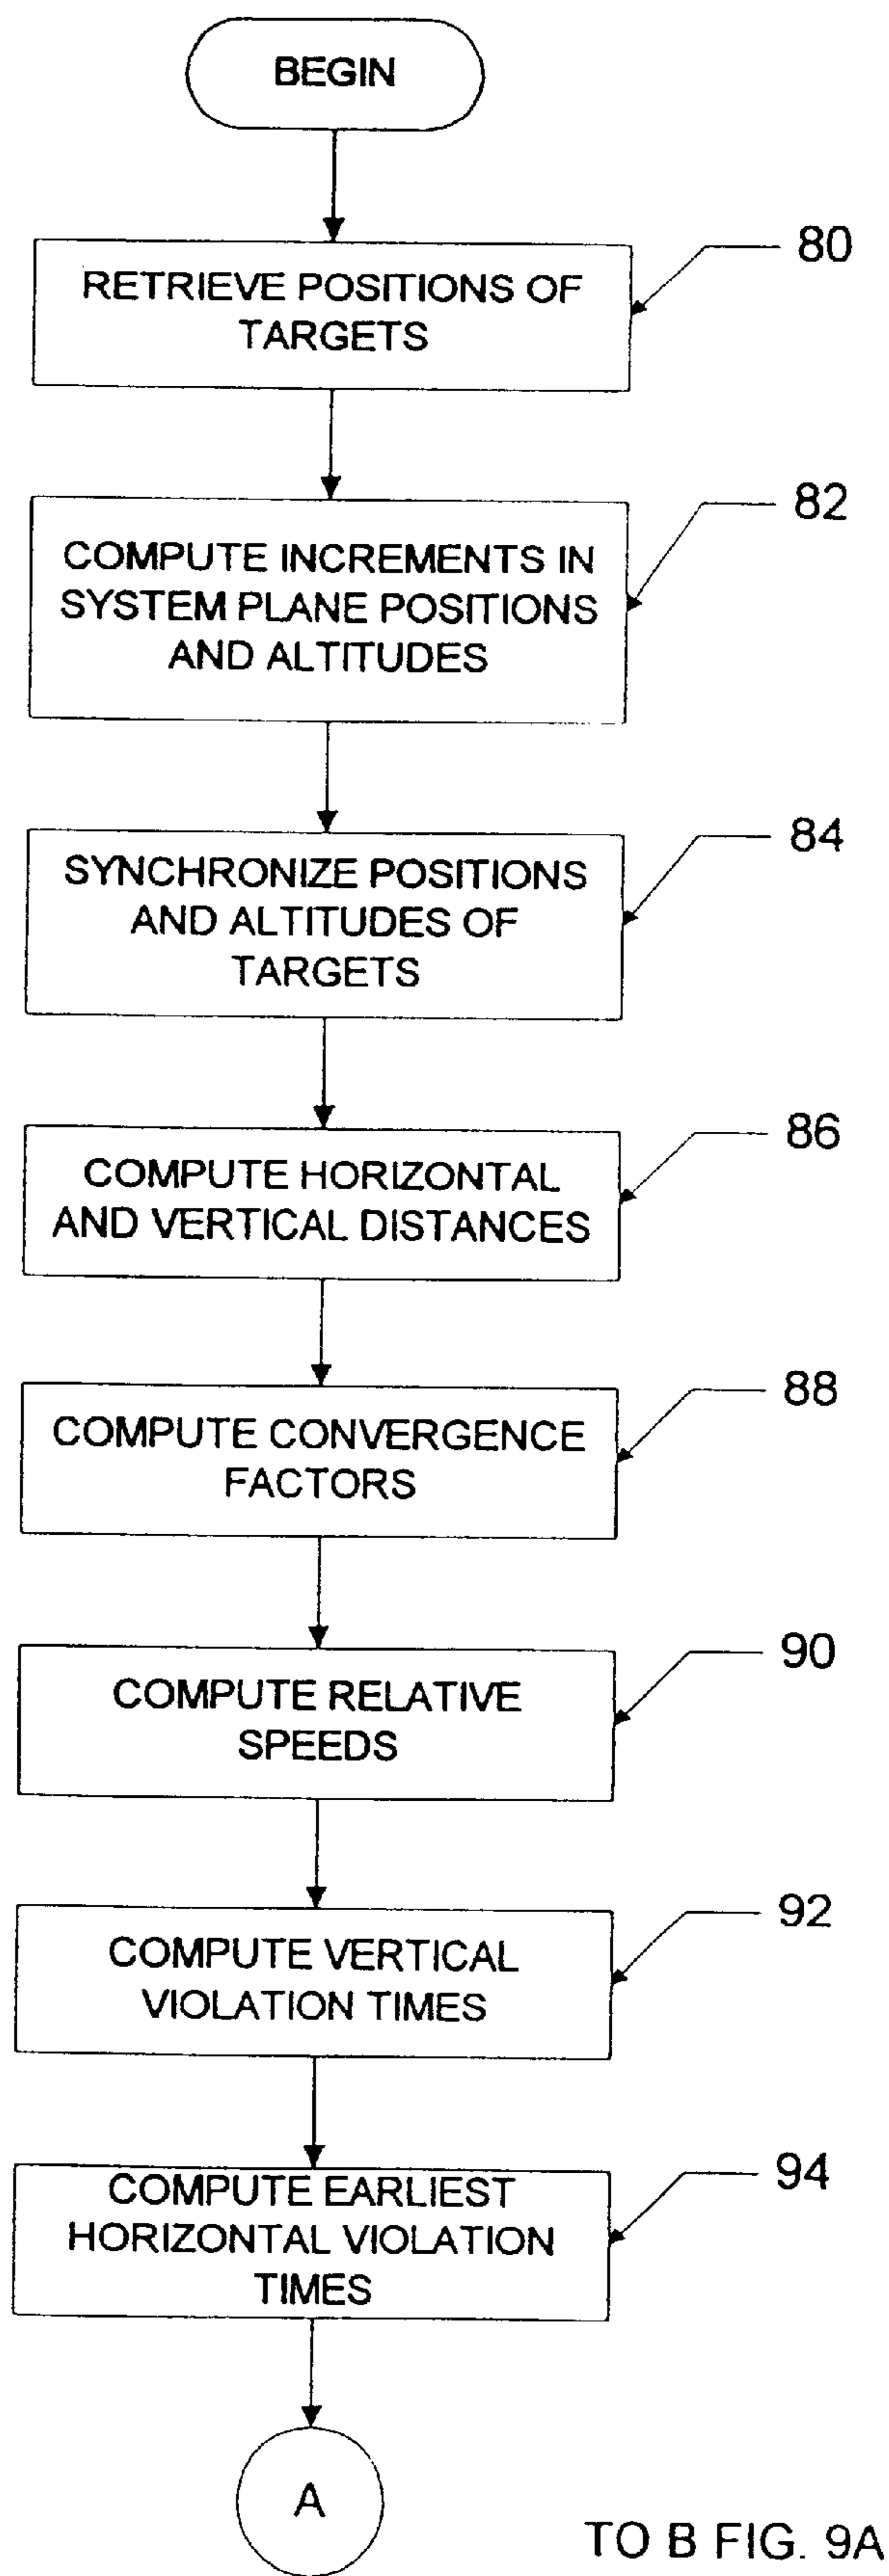 BEGIN
80
RETRIEVE POSITIONS OF
TARGETS
82
COMPUTE INCREMENTS IN
SYSTEM PLANE POSITIONS
AND ALTITUDES
84
SYNCHRONIZE POSITIONS
AND ALTITUDES OF
TARGETS
86
COMPUTE HORIZONTAL
AND VERTICAL DISTANCES
88
COMPUTE CONVERGENCE
FACTORS
90
COMPUTE RELATIVE
SPEEDS
92
COMPUTE VERTICAL
VIOLATION TIMES
94
COMPUTE EARLIEST
HORIZONTAL VIOLATION
TIMES
A
TO B FIG. 9A